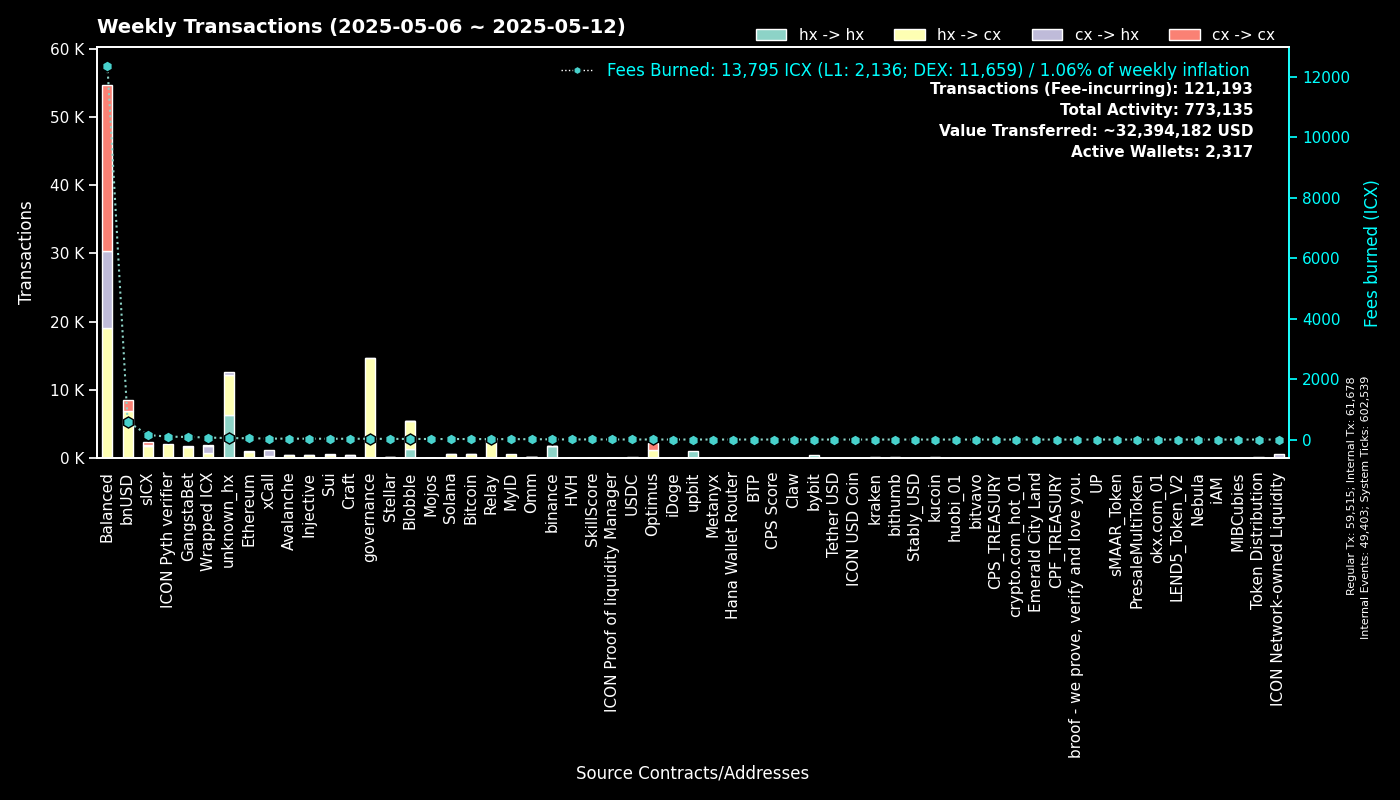 Weekly Transactions (2025-05-06 ~ 2025-05-12)
hx -> hx
hx -> cx
cx -> hx
cx -> cx
Fees Burned: 13,795 ICX (L1: 2,136; DEX: 11,659) / 1.06% of weekly inflation
Transactions (Fee-incurring): 121,193
Total Activity: 773,135
Value Transferred: ~32,394,182 USD
Active Wallets: 2,317
Transactions
60 K
50 K
40 K
30 K
20 K
10 K
0 K
12000
10000
8000
6000
4000
2000
0
Fees burned (ICX)
Regular Tx: 59,515; Internal Tx: 61,678
Internal Events: 49,403; System Ticks: 602,539
Balanced
bnUSD
sICX
ICON Pyth verifier
GangstaBet
Wrapped ICX
unknown_hx
Ethereum
xCall
Avalanche
Injective
Sui
Craft
governance
Stellar
Blobble
Mojos
Solana
Bitcoin
Relay
MyID
Omm
binance
HVH
SkillScore
ICON Proof of liquidity Manager
USDC
Optimus
iDoge
upbit
Metanyx
Hana Wallet Router
BTP
CPS Score
Claw
bybit
Tether USD
ICON USD Coin
kraken
bithumb
Stably_USD
kucoin
huobi_01
bitvavo
CPS_TREASURY
crypto.com_hot_01
Emerald City Land
CPF_TREASURY
broof - we prove, verify and love you.
UP
sMAAR_Token
PresaleMultiToken
okx.com_01
LEND5_Token_V2
Nebula
iAM
MIBCubies
Token Distribution
ICON Network-owned Liquidity
Source Contracts/Addresses